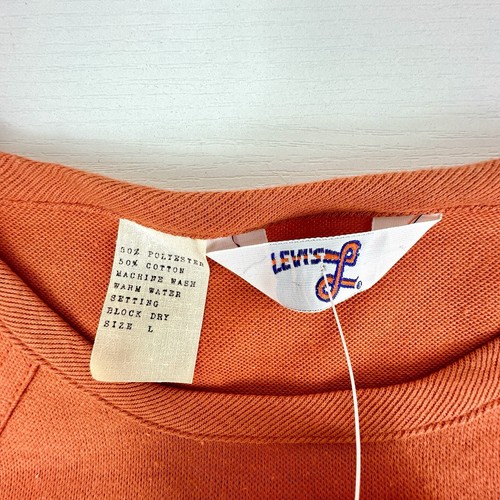 50% POLYESTER
50% COTTON
MACHINE WASH
WARM WATER
SETTING
BLOCK DRY
SIZE L
LEVI'S L ®